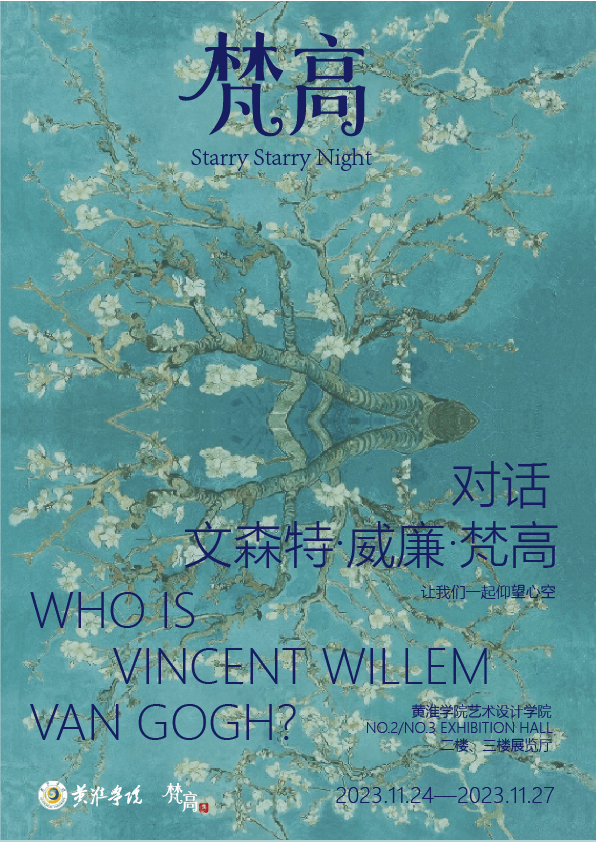 梵高
Starry Starry Night
对话
文森特·威廉·梵高
让我们一起仰望心空
WHO IS
VINCENT WILLEM
VAN GOGH?
黄淮学院艺术设计学院
NO.2/NO.3 EXHIBITION HALL
二楼、三楼展览厅
黄淮学院
梵高
2023.11.24—2023.11.27